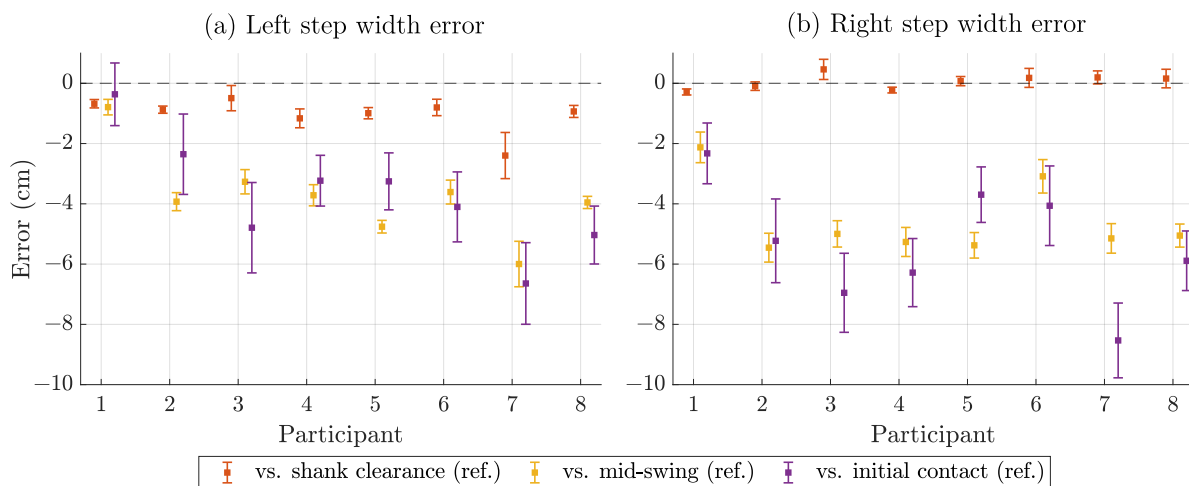 (a) Left step width error
(b) Right step width error
Error (cm)
0
−2
−4
−6
−8
−10
1 2 3 4 5 6 7 8
Participant
0
−2
−4
−6
−8
−10
1 2 3 4 5 6 7 8
Participant
vs. shank clearance (ref.) vs. mid-swing (ref.) vs. initial contact (ref.)